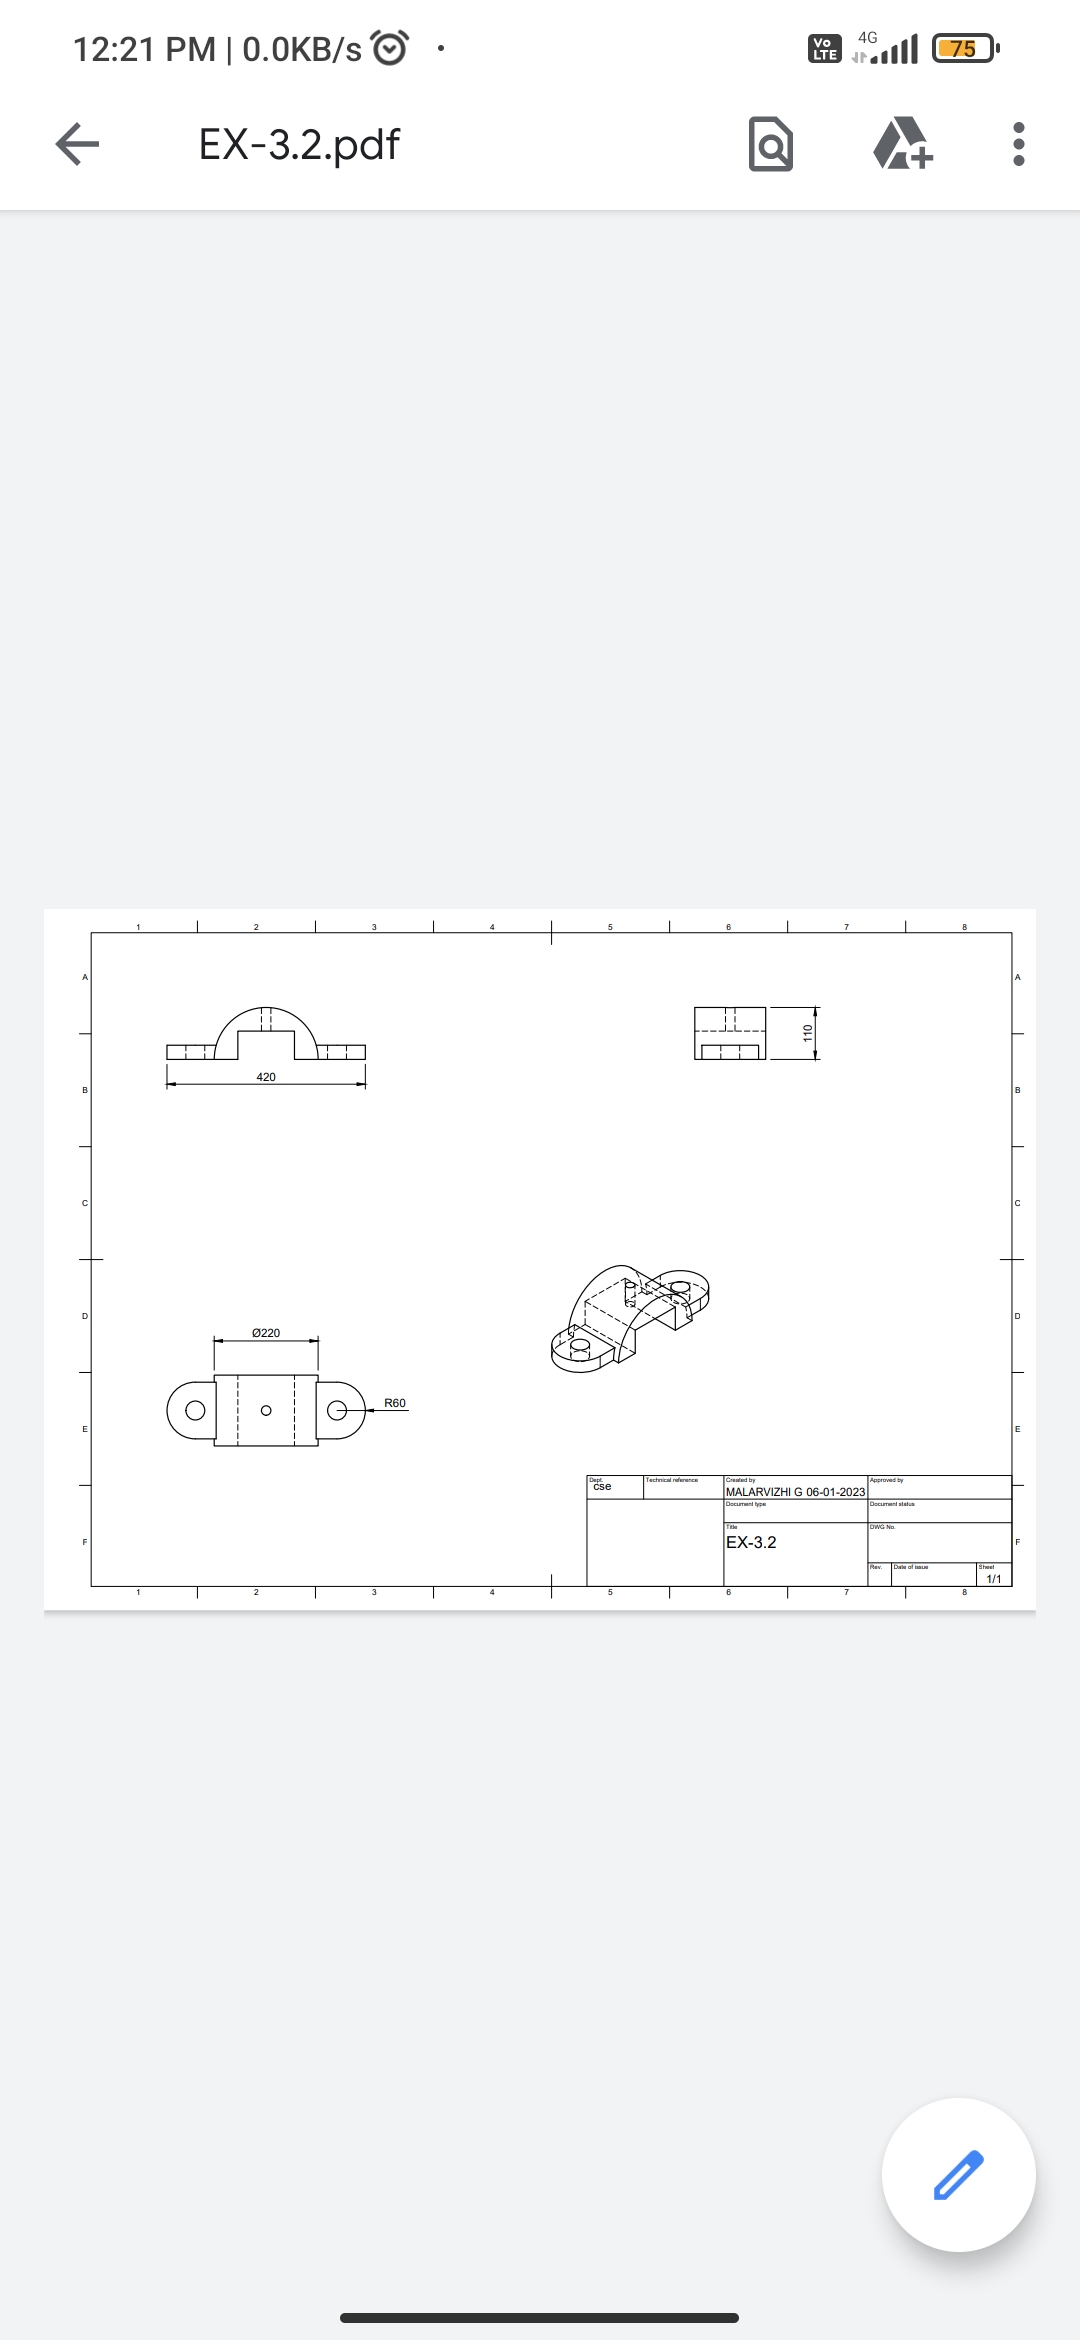 12:21 PM | 0.0KB/s
Vo LTE 4G 75
EX-3.2.pdf
1 2 3 4 5 6 7 8
A A
110
420
B B
C C
D D
Ø220
R60
E E
Dept. Technical reference Created by Approved by
cse MALARVIZHI G 06-01-2023
Document type Document status
Title DWG No.
EX-3.2
F F
Rev. Date of issue Sheet
1/1
1 2 3 4 5 6 7 8